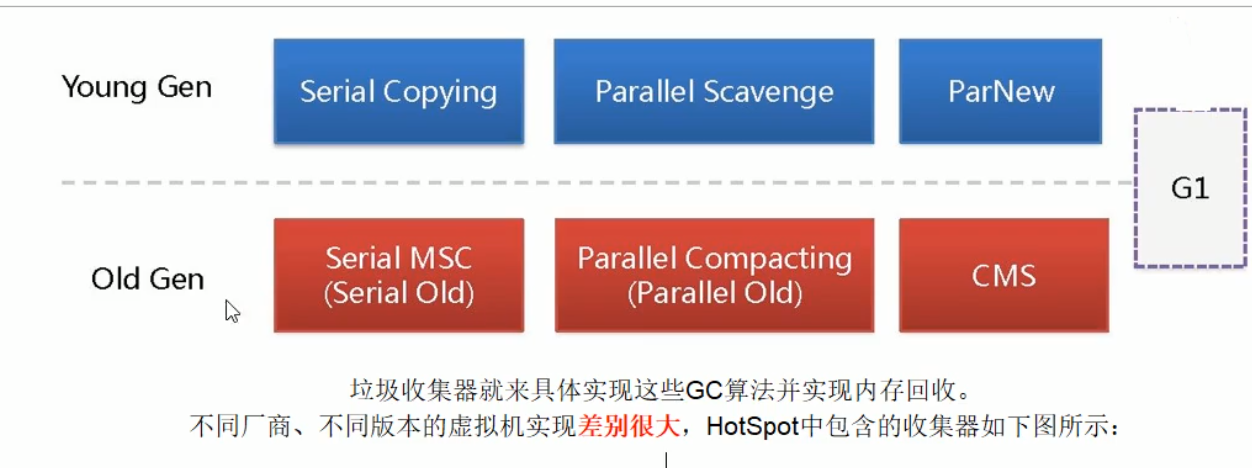 Young Gen
Serial Copying
Parallel Scavenge
ParNew
G1
Old Gen
Serial MSC
(Serial Old)
Parallel Compacting
(Parallel Old)
CMS
垃圾收集器就来具体实现这些GC算法并实现内存回收。
不同厂商、不同版本的虚拟机实现差别很大，HotSpot中包含的收集器如下图所示：